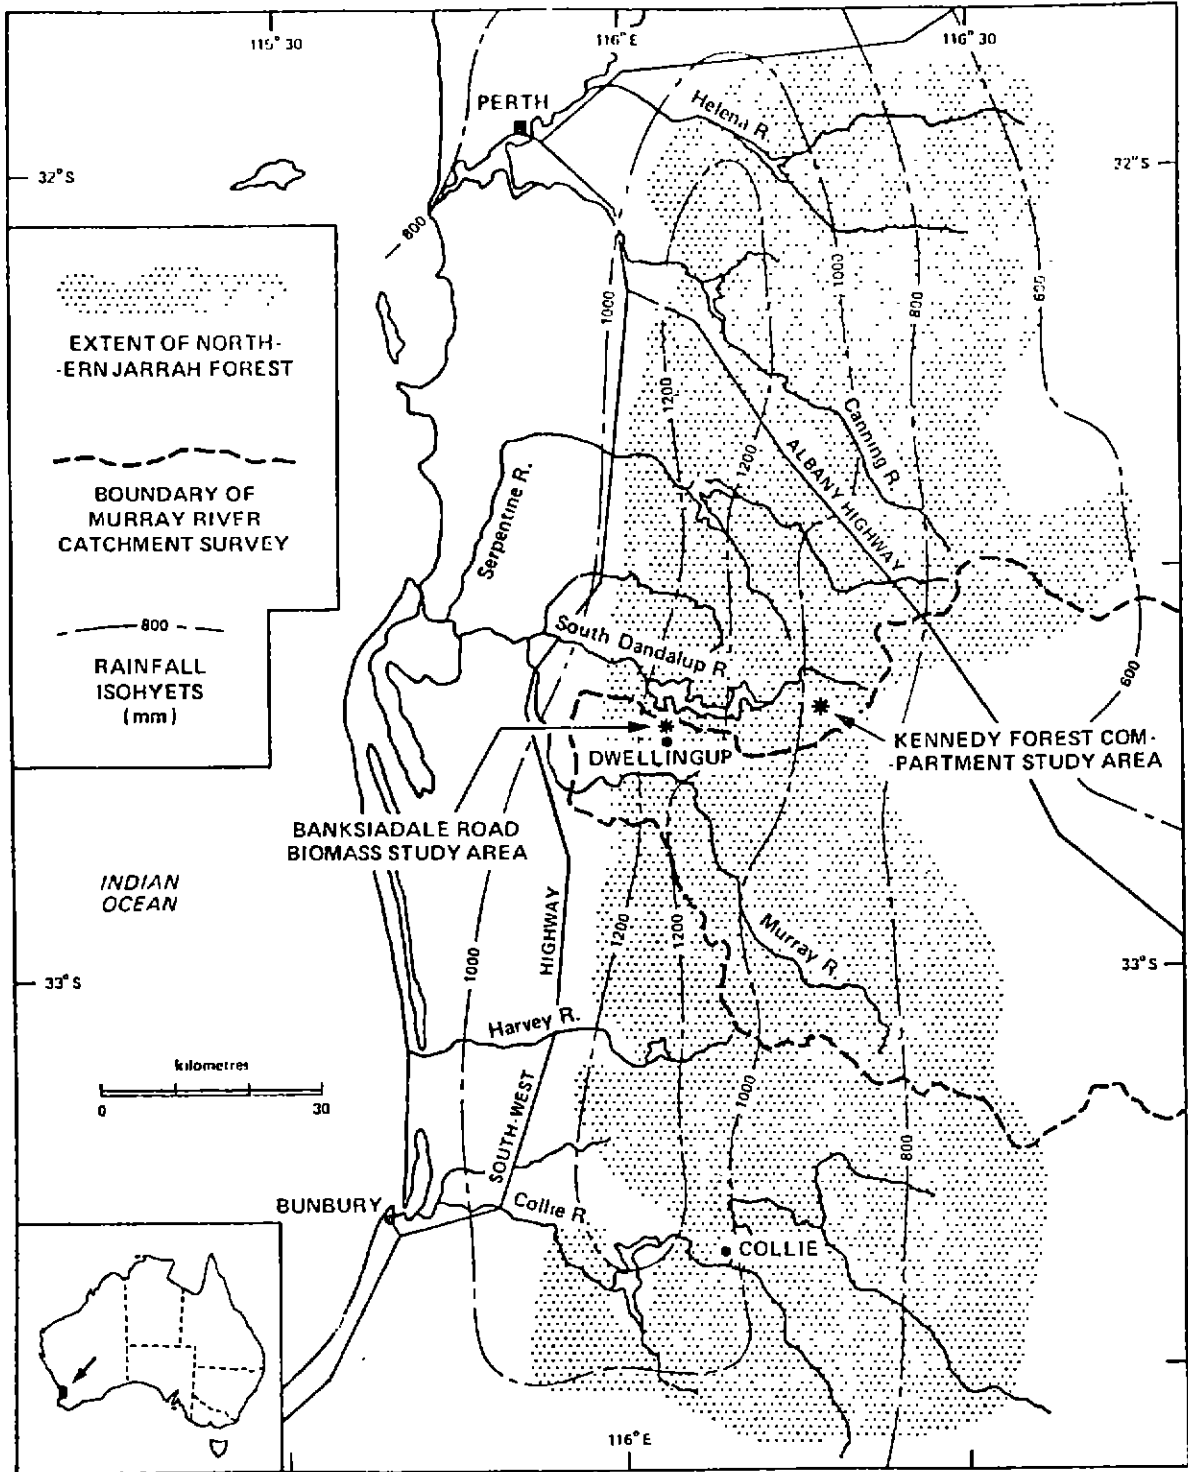 115° 30
116° E
116° 30
PERTH
Helena R.
32° S
32° S
800
1000
1000
800
600
EXTENT OF NORTH-
-ERN JARRAH FOREST
1200
1200
Canning R.
ALBANY HIGHWAY
BOUNDARY OF
MURRAY RIVER
CATCHMENT SURVEY
Serpentine R.
800
RAINFALL
ISOHYETS
(mm)
South Dandalup R.
600
DWELLINGUP
KENNEDY FOREST COM-
-PARTMENT STUDY AREA
BANKSIADALE ROAD
BIOMASS STUDY AREA
INDIAN
OCEAN
1000
HIGHWAY
1200
1200
Murray R.
33° S
33° S
Harvey R.
kilometres
0 30
SOUTH-WEST
1000
800
BUNBURY
Collie R.
COLLIE
116° E